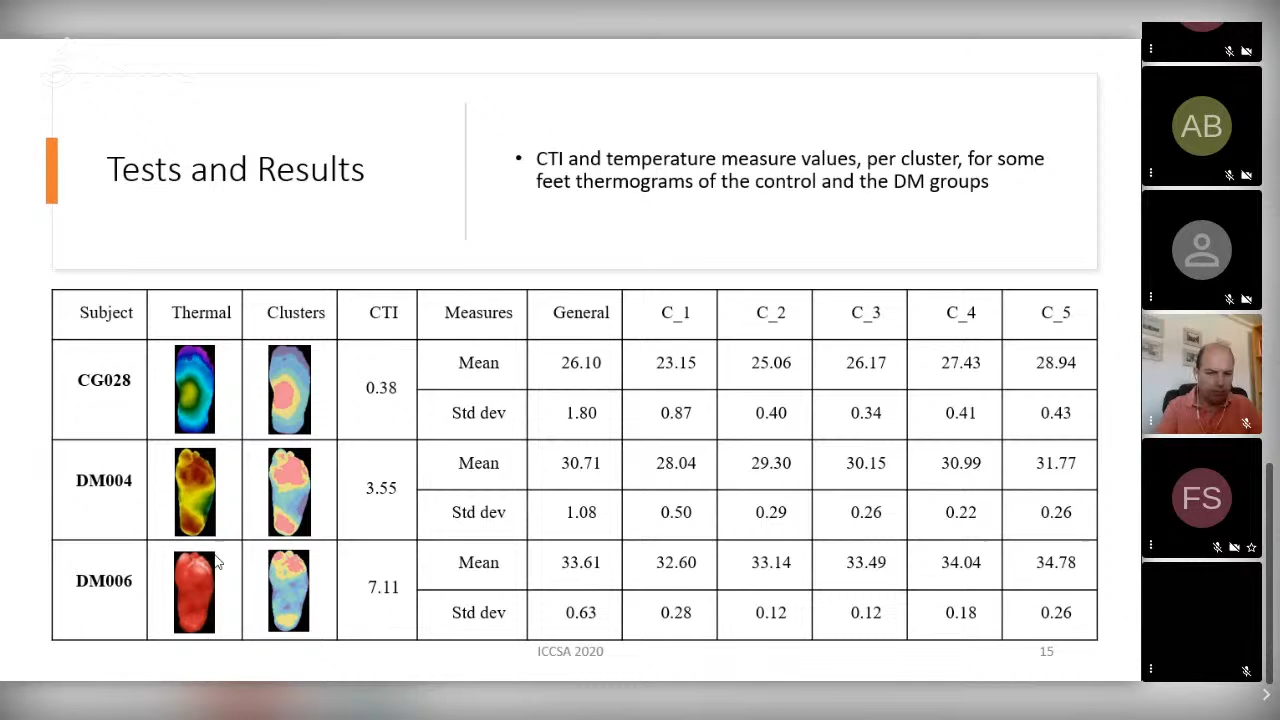 Tests and Results
• CTI and temperature measure values, per cluster, for some
feet thermograms of the control and the DM groups
Subject Thermal Clusters CTI Measures General C_1 C_2 C_3 C_4 C_5
CG028 0.38 Mean 26.10 23.15 25.06 26.17 27.43 28.94
Std dev 1.80 0.87 0.40 0.34 0.41 0.43
DM004 3.55 Mean 30.71 28.04 29.30 30.15 30.99 31.77
Std dev 1.08 0.50 0.29 0.26 0.22 0.26
DM006 7.11 Mean 33.61 32.60 33.14 33.49 34.04 34.78
Std dev 0.63 0.28 0.12 0.12 0.18 0.26
ICCSA 2020 15
AB
FS